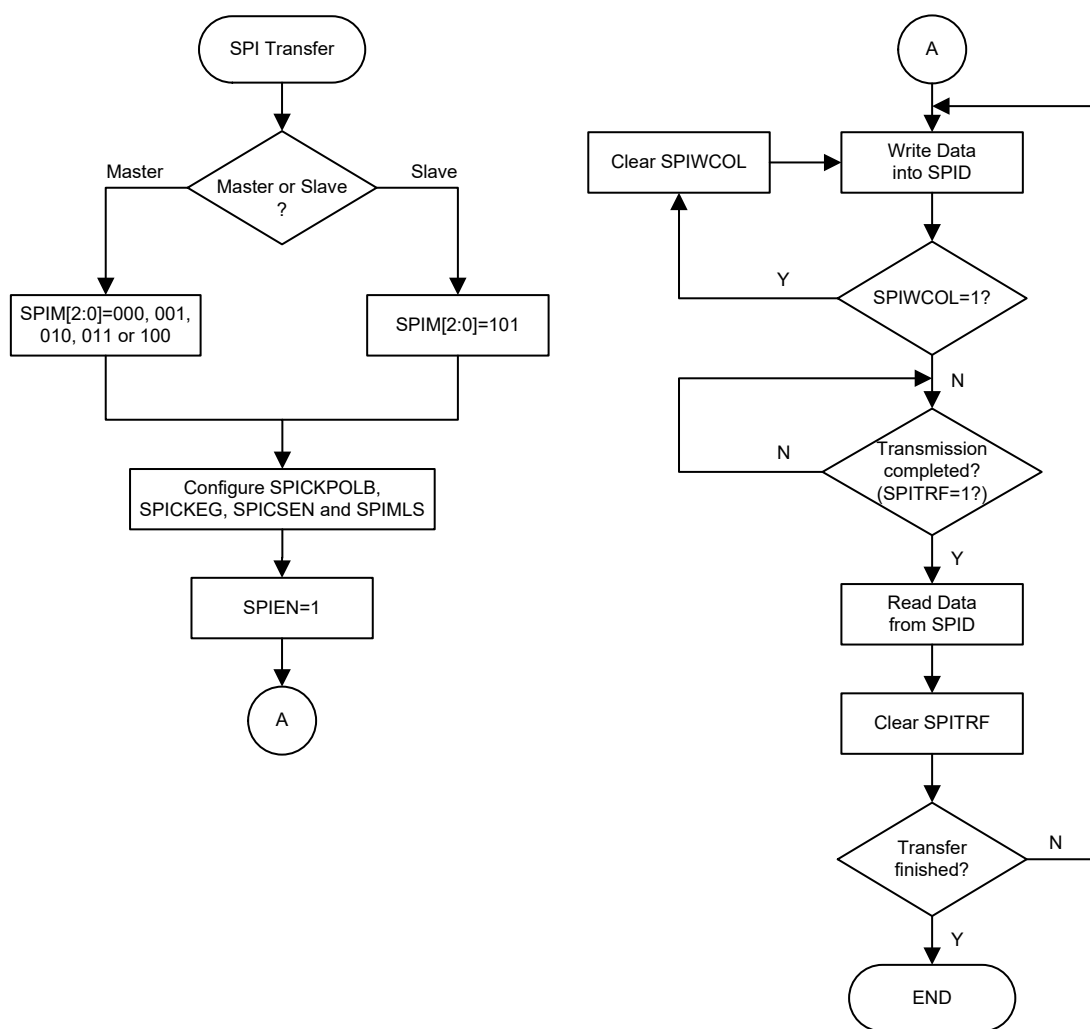 SPI Transfer
Master
Slave
Master or Slave
?
SPIM[2:0]=000, 001,
010, 011 or 100
SPIM[2:0]=101
Configure SPICKPOLB,
SPICKEG, SPICSEN and SPIMLS
SPIEN=1
A
A
Clear SPIWCOL
Write Data
into SPID
Y
SPIWCOL=1?
N
N
Transmission
completed?
(SPITRF=1?)
Y
Read Data
from SPID
Clear SPITRF
Transfer
finished?
N
Y
END